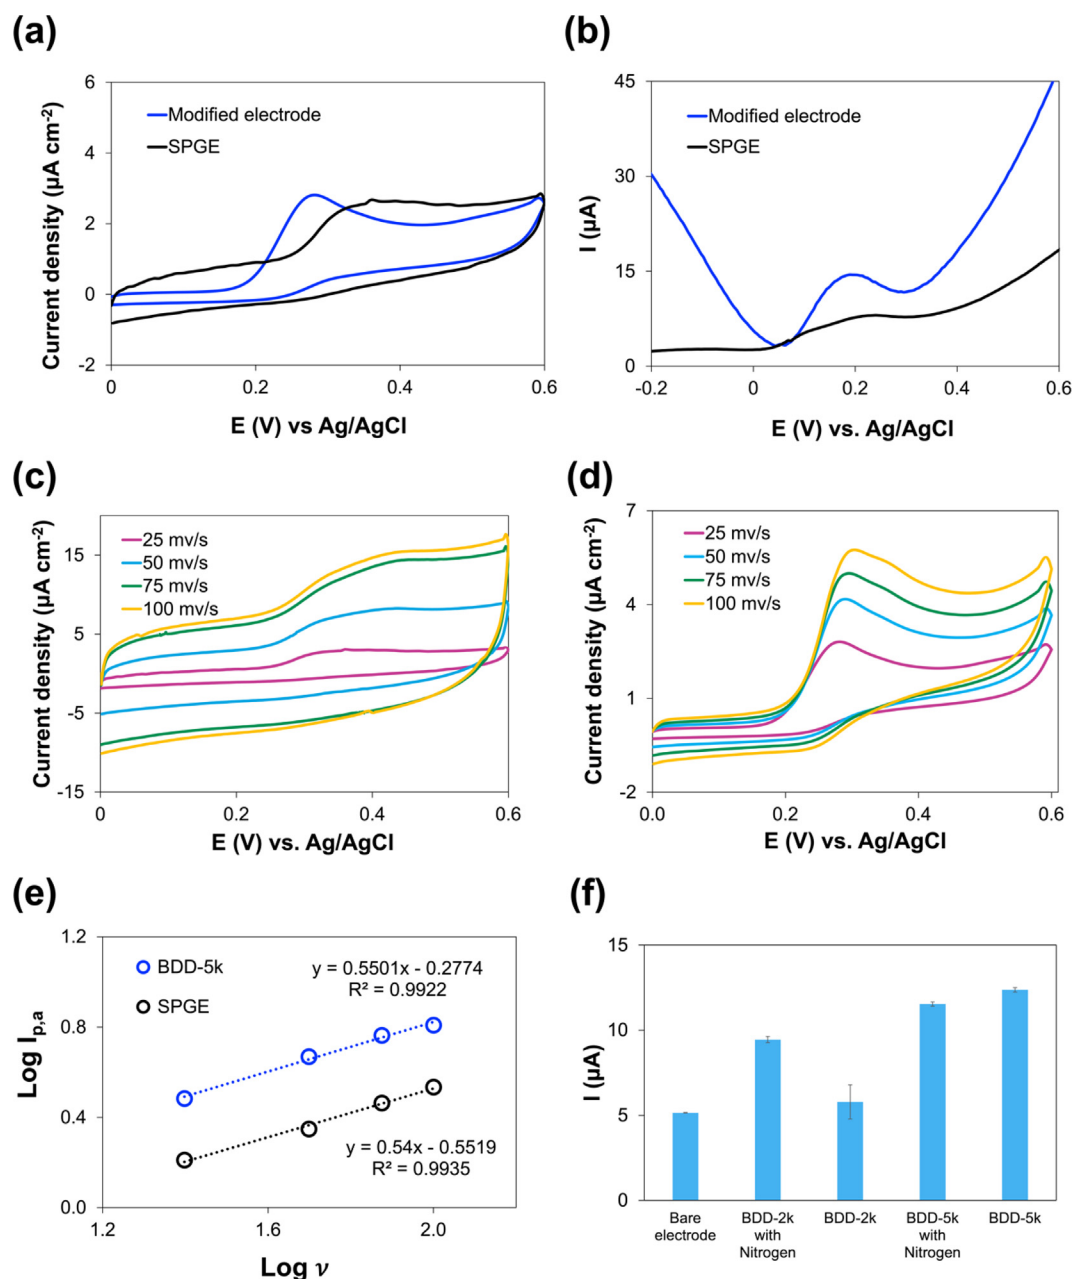 (a)
6
4
2
0
-2
Current density (µA cm-2)
Modified electrode
SPGE
0
0.2
0.4
0.6
E (V) vs Ag/AgCl
(b)
45
30
15
0
I (µA)
Modified electrode
SPGE
-0.2
0
0.2
0.4
0.6
E (V) vs. Ag/AgCl
(c)
15
5
-5
-15
Current density (µA cm-2)
25 mv/s
50 mv/s
75 mv/s
100 mv/s
0
0.2
0.4
0.6
E (V) vs. Ag/AgCl
(d)
7
4
1
-2
Current density (µA cm-2)
25 mv/s
50 mv/s
75 mv/s
100 mv/s
0.0
0.2
0.4
0.6
E (V) vs. Ag/AgCl
(e)
1.2
0.8
0.4
0.0
Log Ip,a
BDD-5k
SPGE
y = 0.5501x - 0.2774
R² = 0.9922
y = 0.54x - 0.5519
R² = 0.9935
1.2
1.6
2.0
Log ν
(f)
15
10
5
0
I (µA)
Bare
electrode
BDD-2k
with
Nitrogen
BDD-2k
BDD-5k
with
Nitrogen
BDD-5k